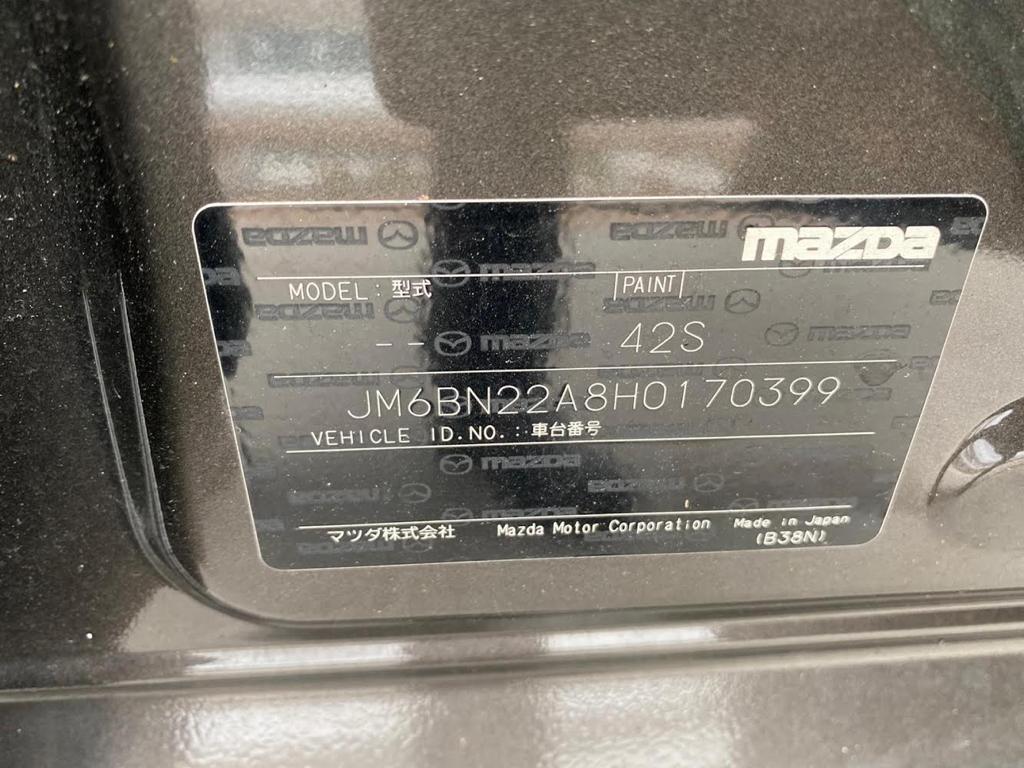 mazda
MODEL:型式 PAINT
-- 42S
JM6BN22A8H0170399
VEHICLE ID.NO.:車台番号
マツダ株式会社 Mazda Motor Corporation Made in Japan
(B38N)